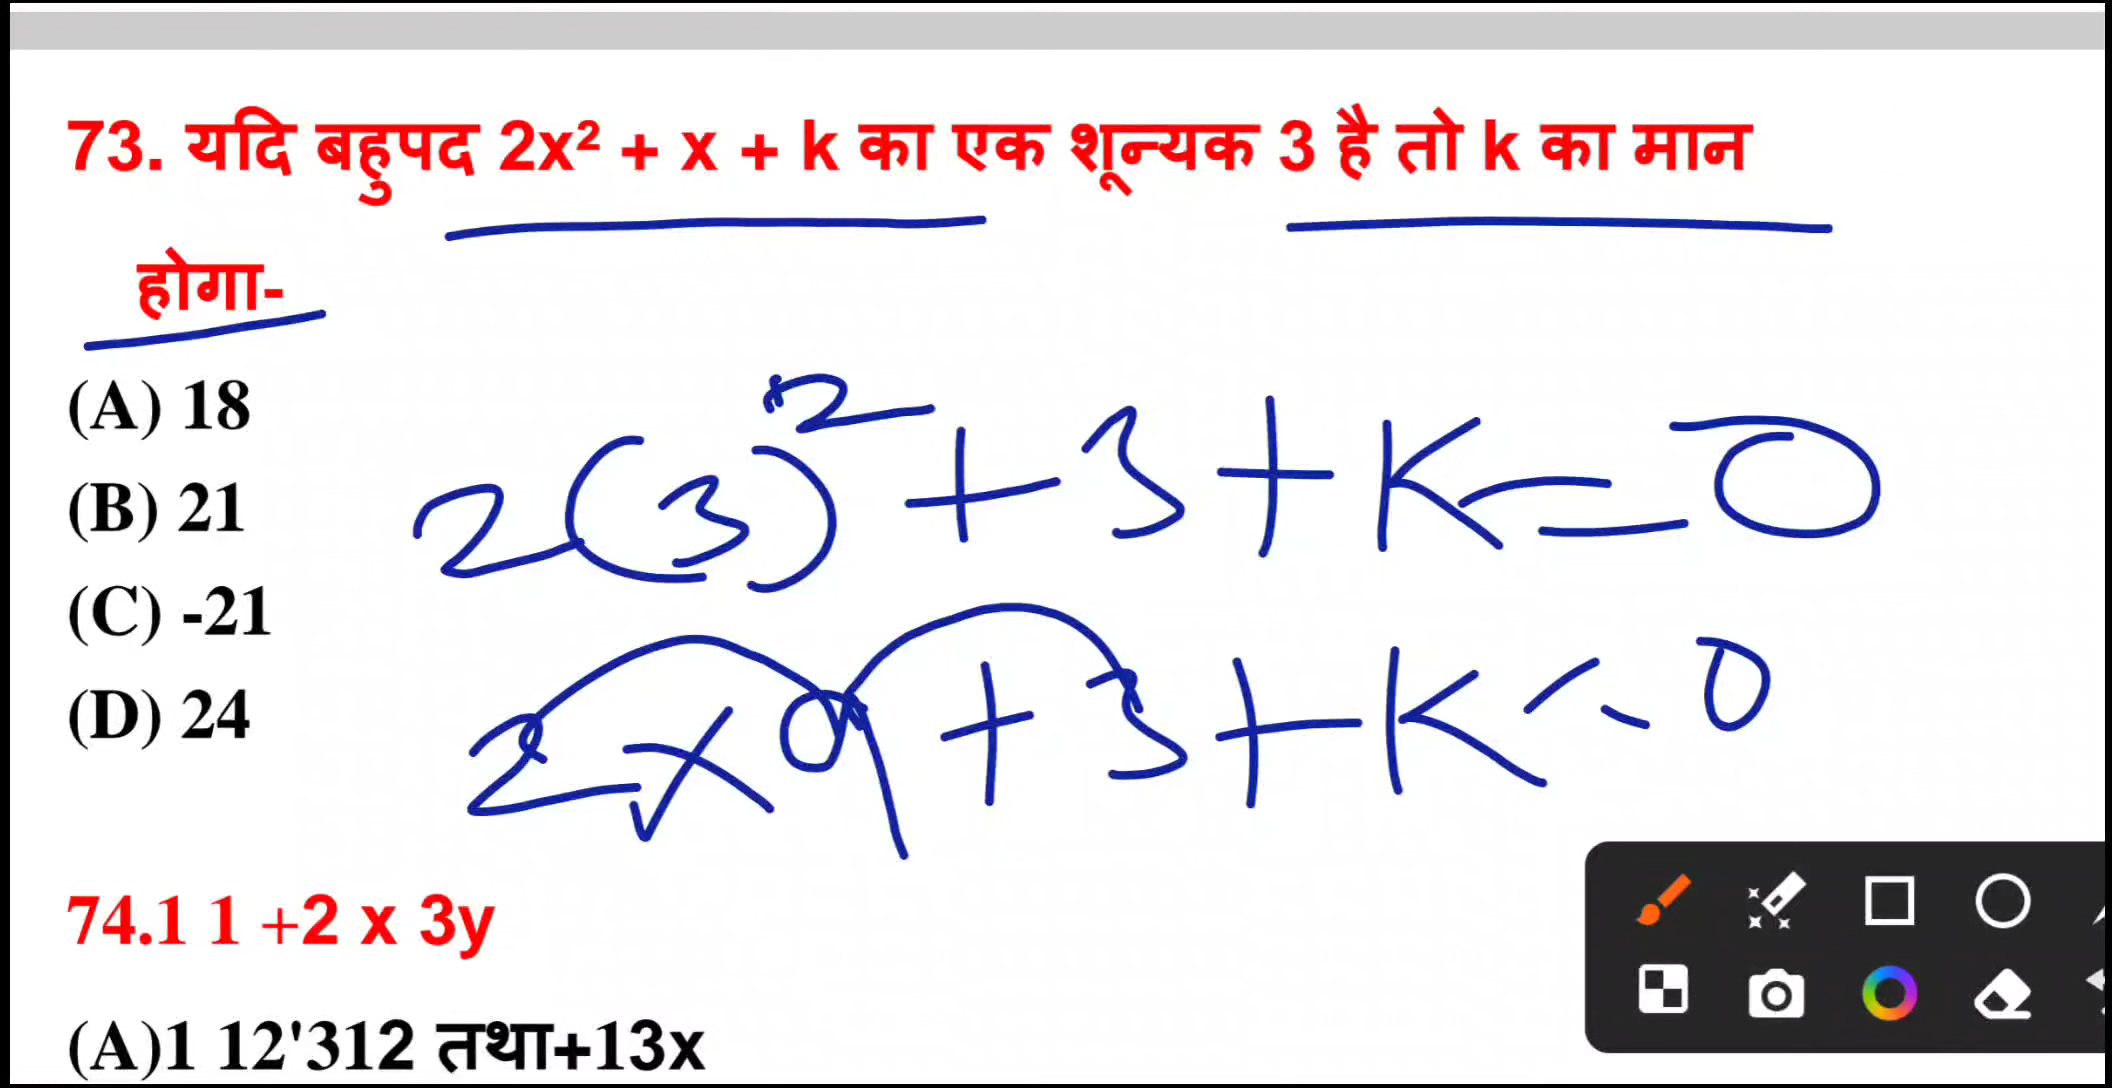 73. यदि बहुपद 2x² + x + k का एक शून्यक 3 है तो k का मान
होगा-
(A) 18
(B) 21
(C) -21
(D) 24
2(3)² + 3 + K = 0
2 x 9 + 3 + K = 0
74.1 1 +2 x 3y
(A)1 12'312 तथा+13x